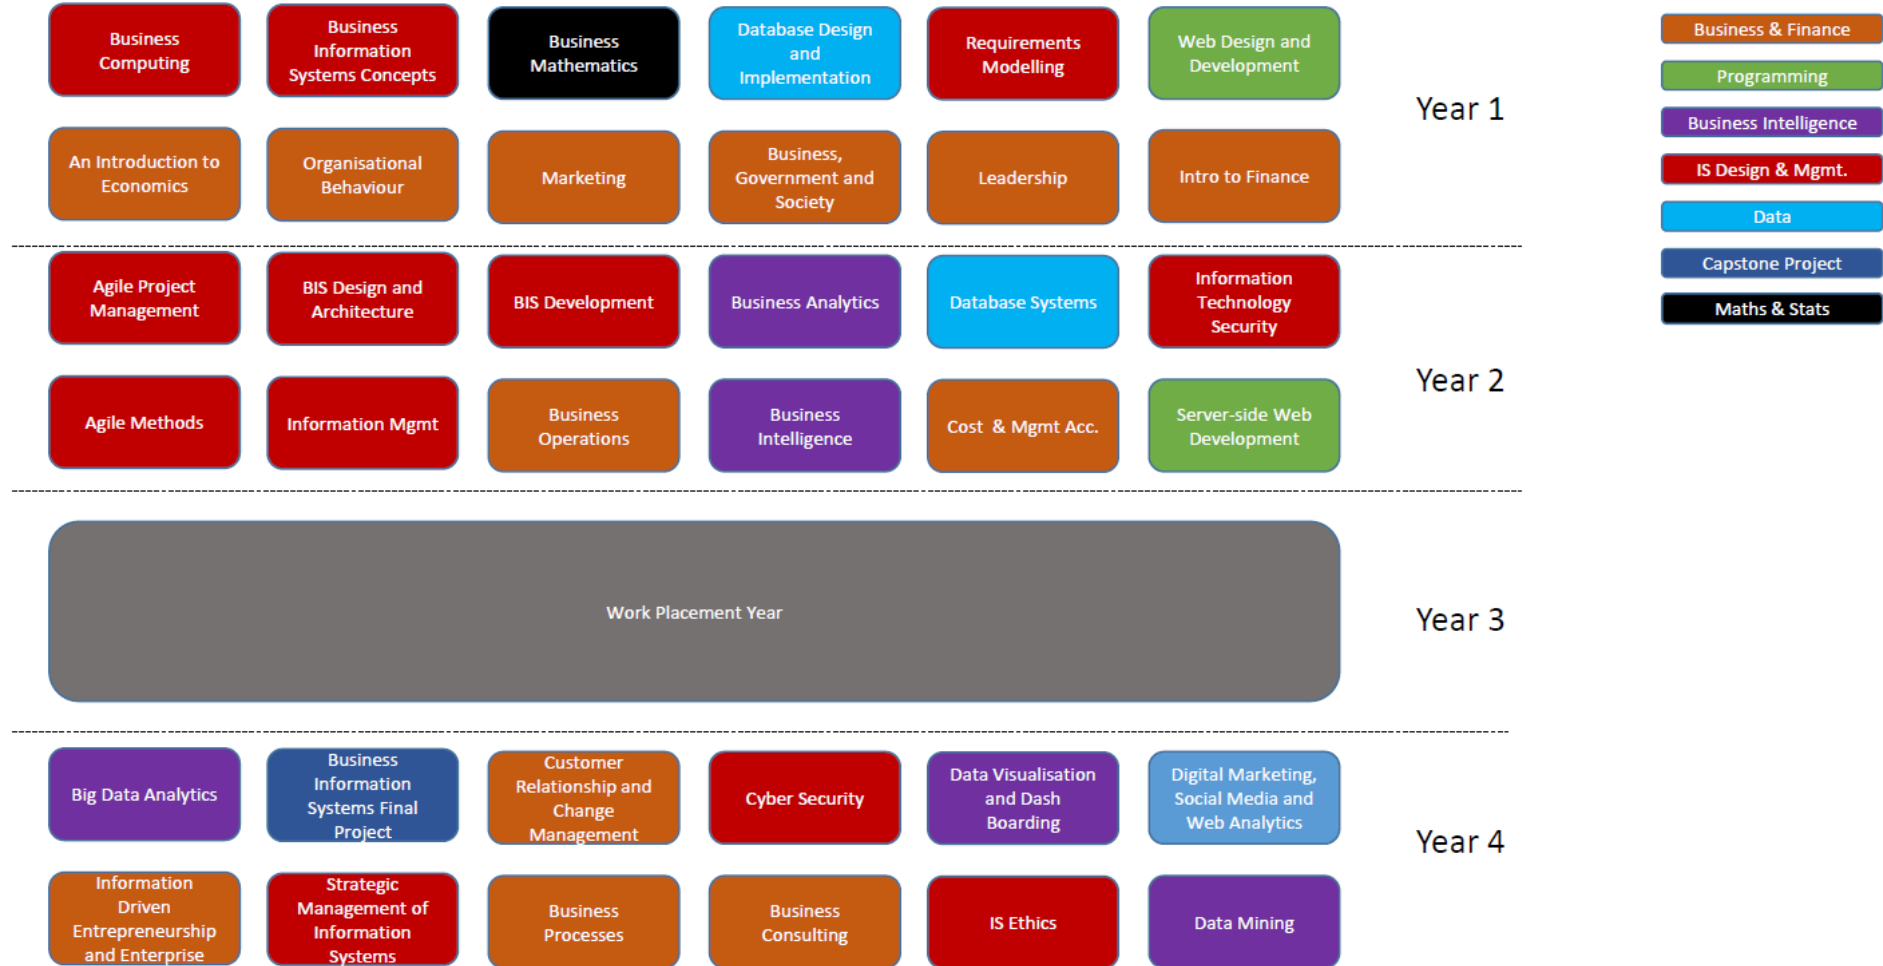 Business
Computing
Business
Information
Systems Concepts
Business
Mathematics
Database Design
and
Implementation
Requirements
Modelling
Web Design and
Development
An Introduction to
Economics
Organisational
Behaviour
Marketing
Business,
Government and
Society
Leadership
Intro to Finance
Year 1
Agile Project
Management
BIS Design and
Architecture
BIS Development
Business Analytics
Database Systems
Information
Technology
Security
Agile Methods
Information Mgmt
Business
Operations
Business
Intelligence
Cost & Mgmt Acc.
Server-side Web
Development
Year 2
Work Placement Year
Year 3
Big Data Analytics
Business
Information
Systems Final
Project
Customer
Relationship and
Change
Management
Cyber Security
Data Visualisation
and Dash
Boarding
Digital Marketing,
Social Media and
Web Analytics
Information
Driven
Entrepreneurship
and Enterprise
Strategic
Management of
Information
Systems
Business
Processes
Business
Consulting
IS Ethics
Data Mining
Year 4
Business & Finance
Programming
Business Intelligence
IS Design & Mgmt.
Data
Capstone Project
Maths & Stats